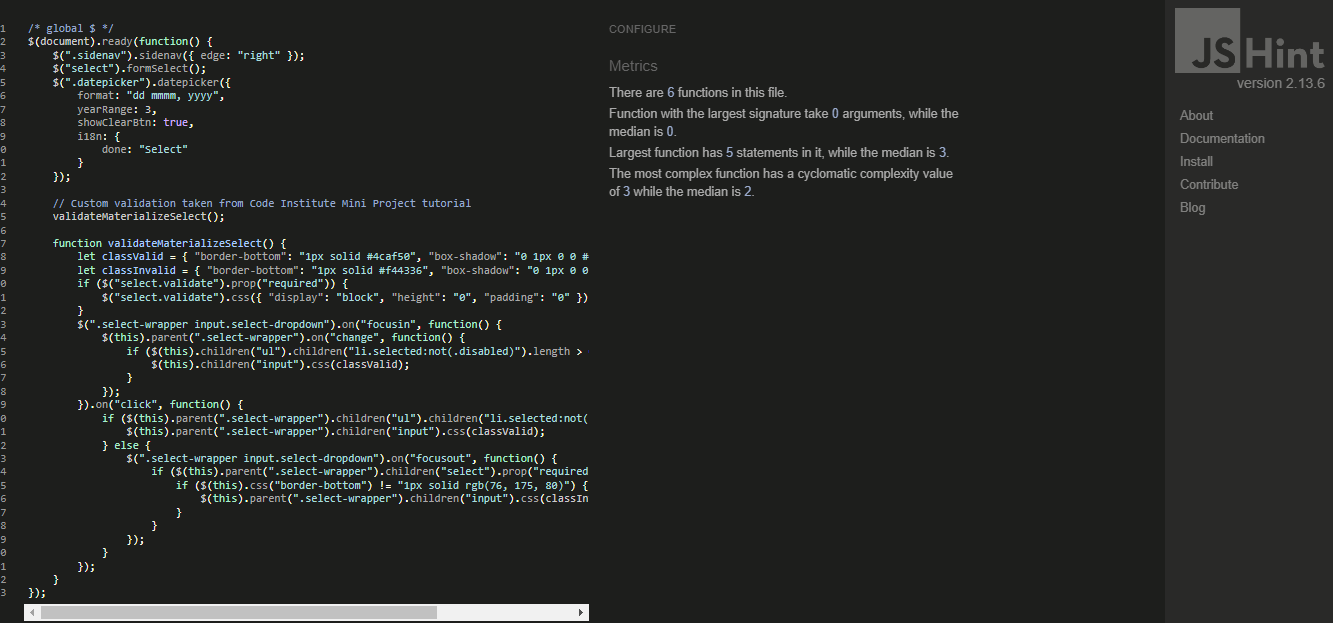 1 /* global $ */
2 $(document).ready(function() {
3 $(".sidenav").sidenav({ edge: "right" });
4 $("select").formSelect();
5 $(".datepicker").datepicker({
6 format: "dd mmmm, yyyy",
7 yearRange: 3,
8 showClearBtn: true,
9 i18n: {
0 done: "Select"
1 }
2 });
3
4 // Custom validation taken from Code Institute Mini Project tutorial
5 validateMaterializeSelect();
6
7 function validateMaterializeSelect() {
8 let classValid = { "border-bottom": "1px solid #4caf50", "box-shadow": "0 1px 0 0 #
9 let classInvalid = { "border-bottom": "1px solid #f44336", "box-shadow": "0 1px 0 0
0 if ($("select.validate").prop("required")) {
1 $("select.validate").css({ "display": "block", "height": "0", "padding": "0" })
2 }
3 $(".select-wrapper input.select-dropdown").on("focusin", function() {
4 $(this).parent(".select-wrapper").on("change", function() {
5 if ($(this).children("ul").children("li.selected:not(.disabled)").length >
6 $(this).children("input").css(classValid);
7 }
8 });
9 }).on("click", function() {
0 if ($(this).parent(".select-wrapper").children("ul").children("li.selected:not(
1 $(this).parent(".select-wrapper").children("input").css(classValid);
2 } else {
3 $(".select-wrapper input.select-dropdown").on("focusout", function() {
4 if ($(this).parent(".select-wrapper").children("select").prop("required
5 if ($(this).css("border-bottom") != "1px solid rgb(76, 175, 80)") {
6 $(this).parent(".select-wrapper").children("input").css(classIn
7 }
8 }
9 });
0 }
1 });
2 }
3 });
CONFIGURE
Metrics
There are 6 functions in this file.
Function with the largest signature take 0 arguments, while the
median is 0.
Largest function has 5 statements in it, while the median is 3.
The most complex function has a cyclomatic complexity value
of 3 while the median is 2.
JSHint
version 2.13.6
About
Documentation
Install
Contribute
Blog